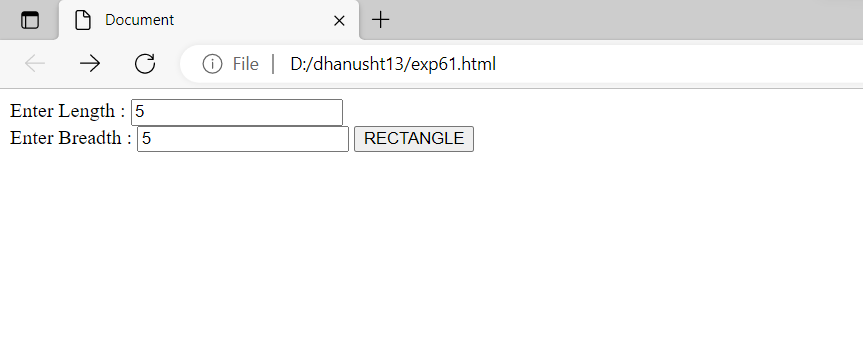 Document
File | D:/dhanusht13/exp61.html
Enter Length : 5
Enter Breadth : 5 RECTANGLE